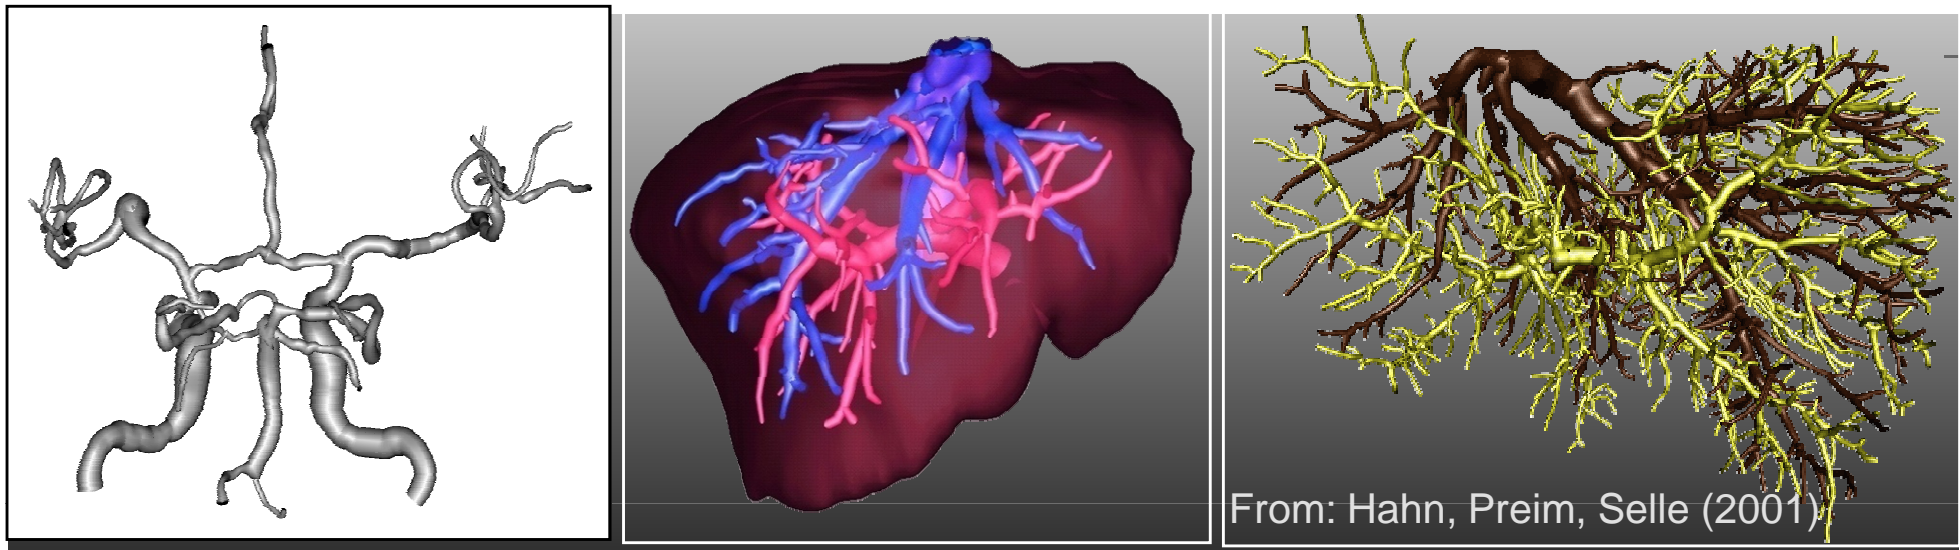 From: Hahn, Preim, Selle (2001)